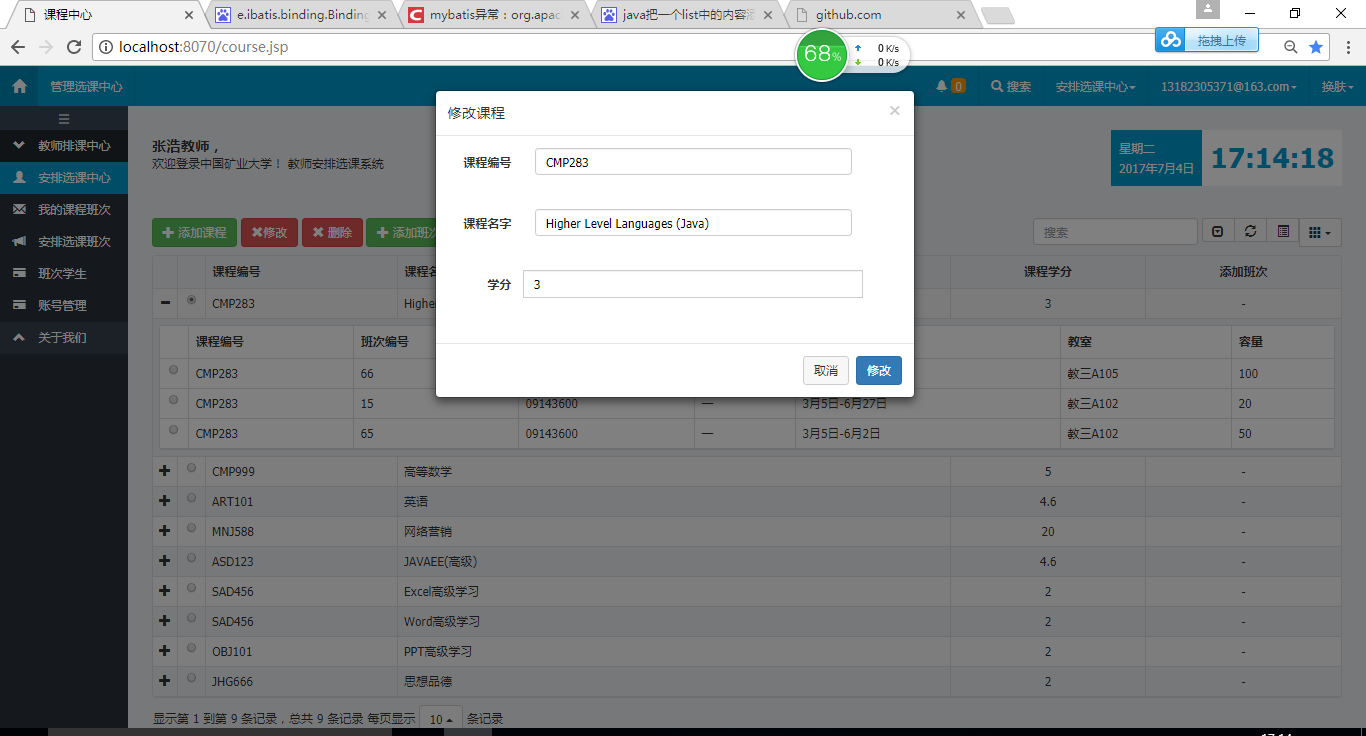 课程中心
e.ibatis.binding.Binding
mybatis异常：org.apac
java把一个list中的内容添
github.com
localhost:8070/course.jsp
68%
0 K/s
0 K/s
拖拽上传
管理选课中心
0
搜索
安排选课中心
13182305371@163.com
换肤
教师排课中心
安排选课中心
我的课程班次
安排选课班次
班次学生
账号管理
关于我们
张浩教师，
欢迎登录中国矿业大学！ 教师安排选课系统
星期二
2017年7月4日
17:14:18
修改课程
×
课程编号
CMP283
课程名字
Higher Level Languages (Java)
学分
3
取消
修改
添加课程
修改
删除
添加班次
搜索
课程编号 课程名 课程学分 添加班次
CMP283 Highe 3 -
课程编号 班次编号 教室 容量
CMP283 66 教三A105 100
CMP283 15 09143600 — 3月5日-6月27日 教三A102 20
CMP283 65 09143600 — 3月5日-6月2日 教三A102 50
CMP999 高等数学 5 -
ART101 英语 4.6 -
MNJ588 网络营销 20 -
ASD123 JAVAEE(高级) 4.6 -
SAD456 Excel高级学习 2 -
SAD456 Word高级学习 2 -
OBJ101 PPT高级学习 2 -
JHG666 思想品德 2 -
显示第 1 到第 9 条记录，总共 9 条记录 每页显示 10 条记录